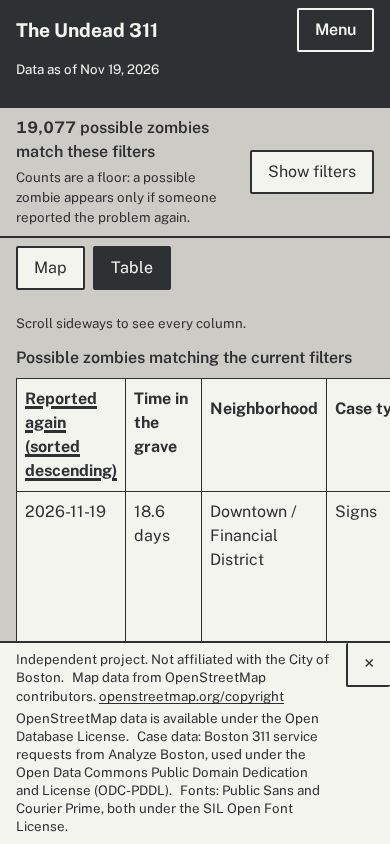 The Undead 311
Menu
Data as of Nov 19, 2026
19,077 possible zombies
match these filters
Counts are a floor: a possible
zombie appears only if someone
reported the problem again.
Show filters
Map
Table
Scroll sideways to see every column.
Possible zombies matching the current filters
Reported
again
(sorted
descending)
Time in
the
grave
Neighborhood
Case ty
2026-11-19
18.6
days
Downtown /
Financial
District
Signs
Independent project. Not affiliated with the City of
Boston. Map data from OpenStreetMap
contributors. openstreetmap.org/copyright
×
OpenStreetMap data is available under the Open
Database License. Case data: Boston 311 service
requests from Analyze Boston, used under the
Open Data Commons Public Domain Dedication
and License (ODC-PDDL). Fonts: Public Sans and
Courier Prime, both under the SIL Open Font
License.